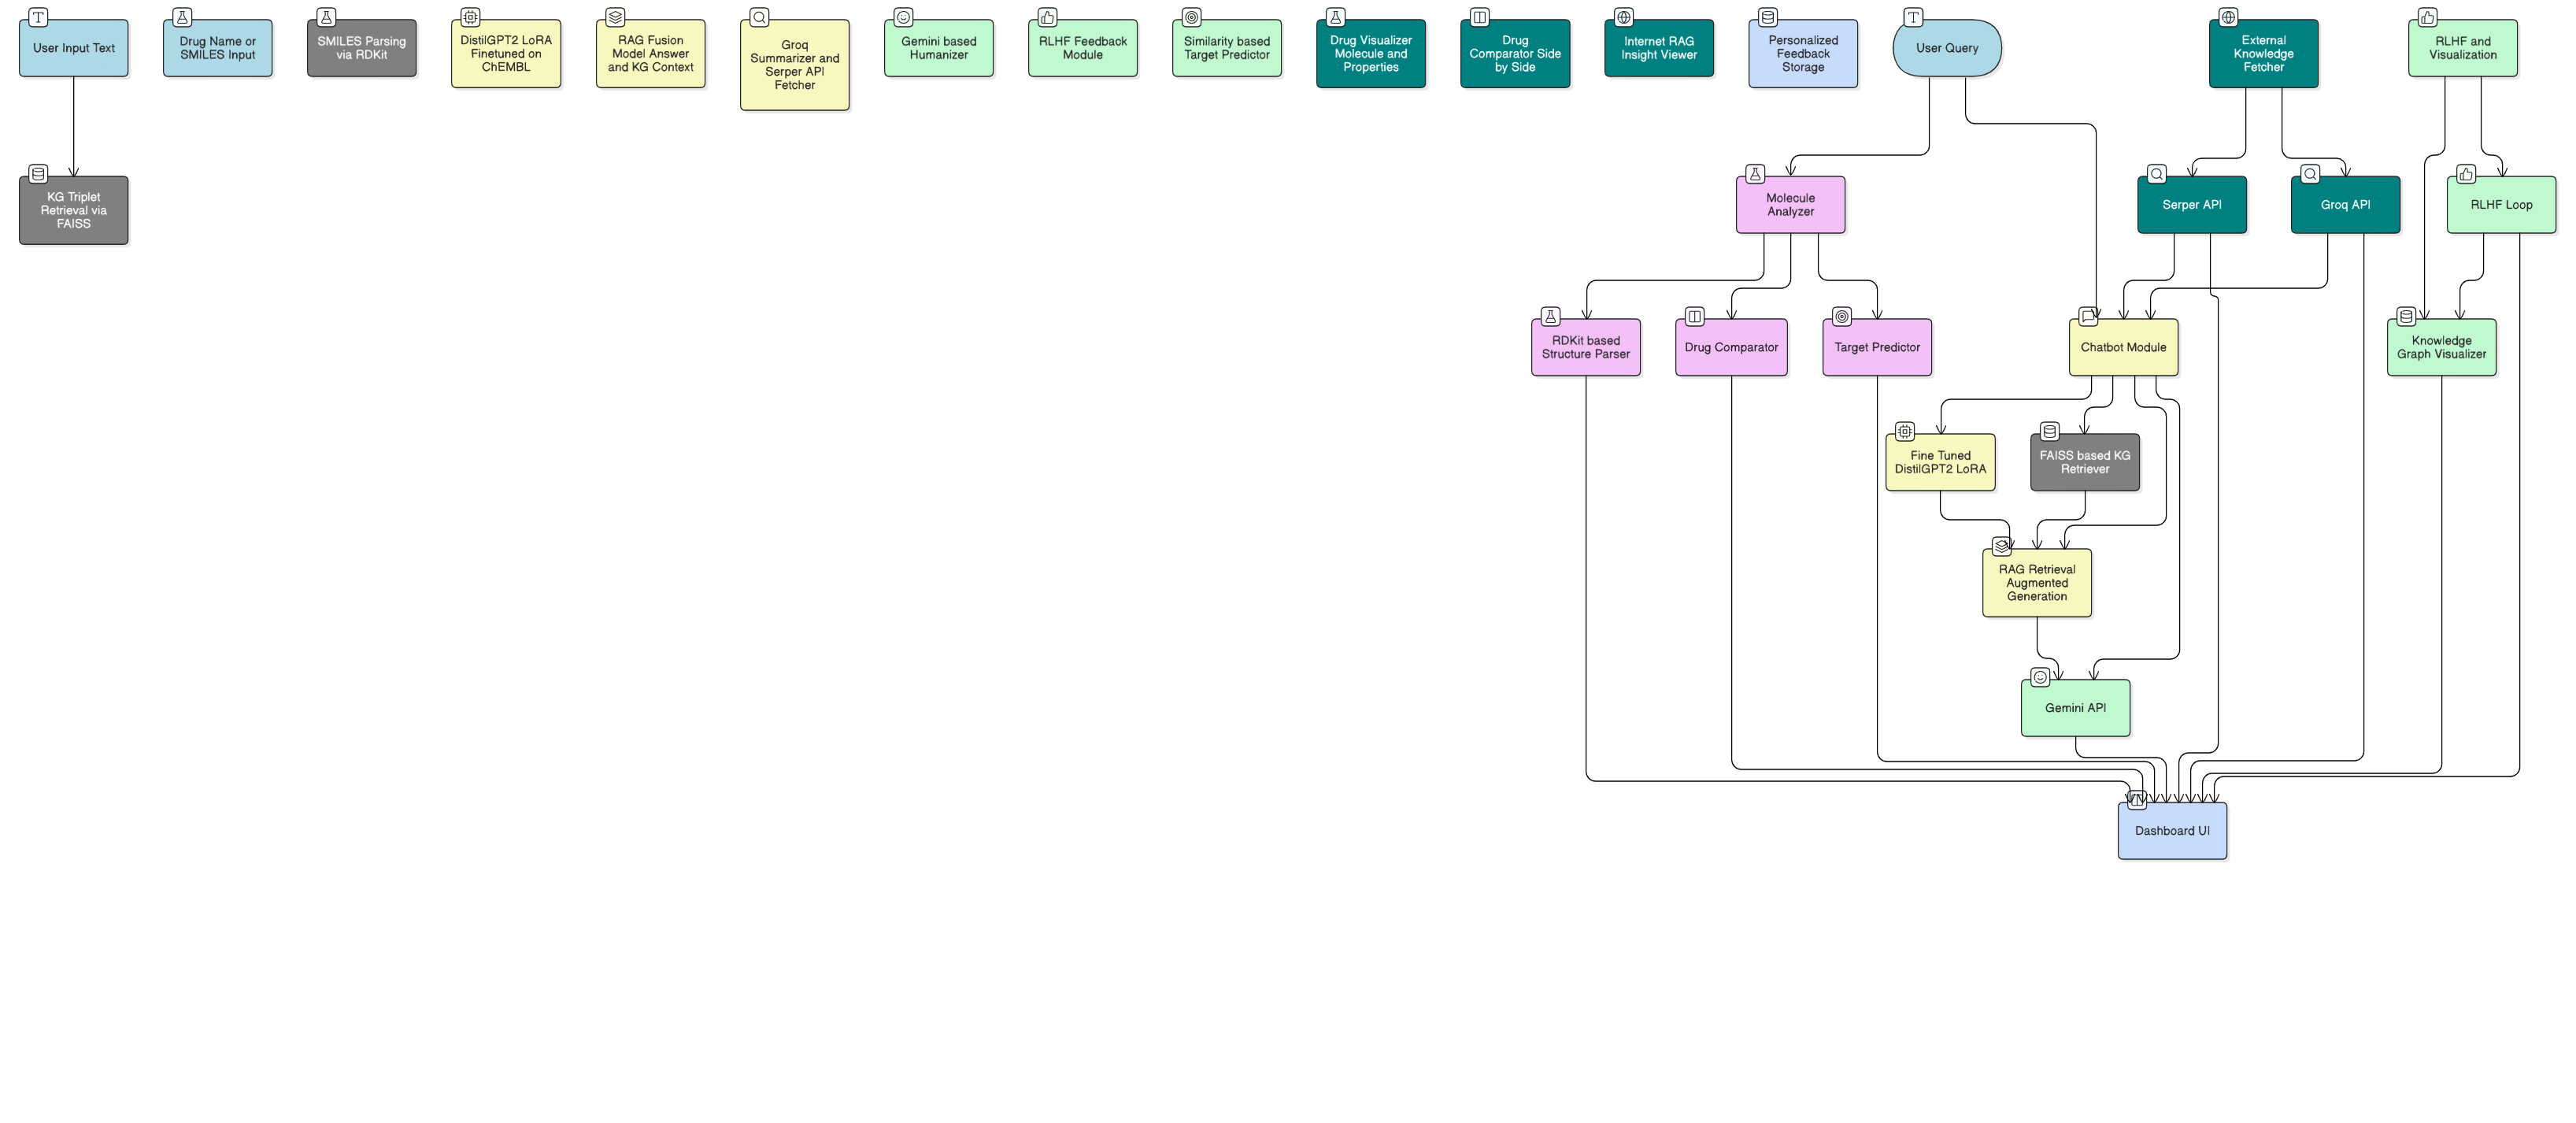 User Input Text
Drug Name or
SMILES Input
SMILES Parsing
via RDKit
DistilGPT2 LoRA
Finetuned on
ChEMBL
RAG Fusion
Model Answer
and KG Context
Groq
Summarizer and
Serper API
Fetcher
Gemini based
Humanizer
RLHF Feedback
Module
Similarity based
Target Predictor
Drug Visualizer
Molecule and
Properties
Drug
Comparator Side
by Side
Internet RAG
Insight Viewer
Personalized
Feedback
Storage
User Query
External
Knowledge
Fetcher
RLHF and
Visualization
KG Triplet
Retrieval via
FAISS
Molecule
Analyzer
Serper API
Groq API
RLHF Loop
RDKit based
Structure Parser
Drug Comparator
Target Predictor
Chatbot Module
Knowledge
Graph Visualizer
Fine Tuned
DistilGPT2 LoRA
FAISS based KG
Retriever
RAG Retrieval
Augmented
Generation
Gemini API
Dashboard UI